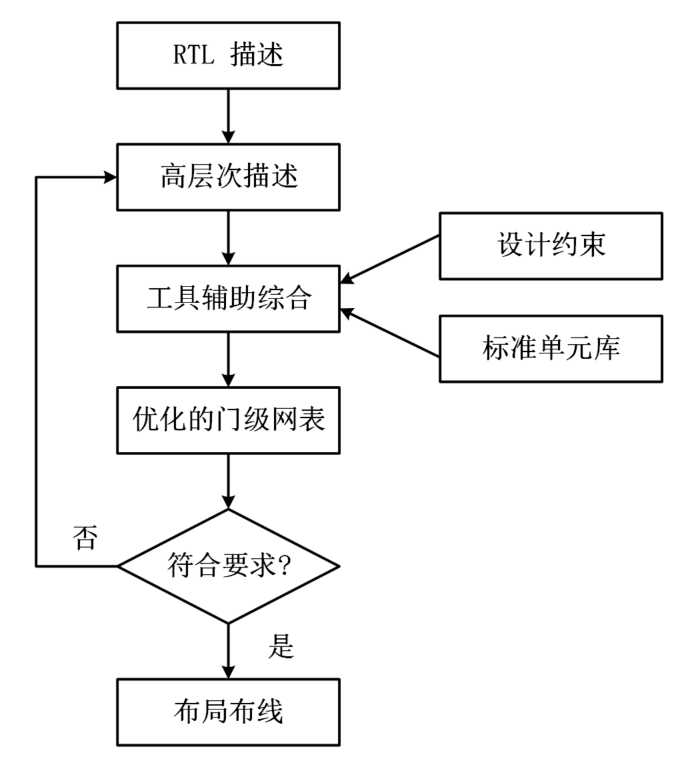 RTL 描述
高层次描述
设计约束
工具辅助综合
标准单元库
优化的门级网表
否
符合要求?
是
布局布线